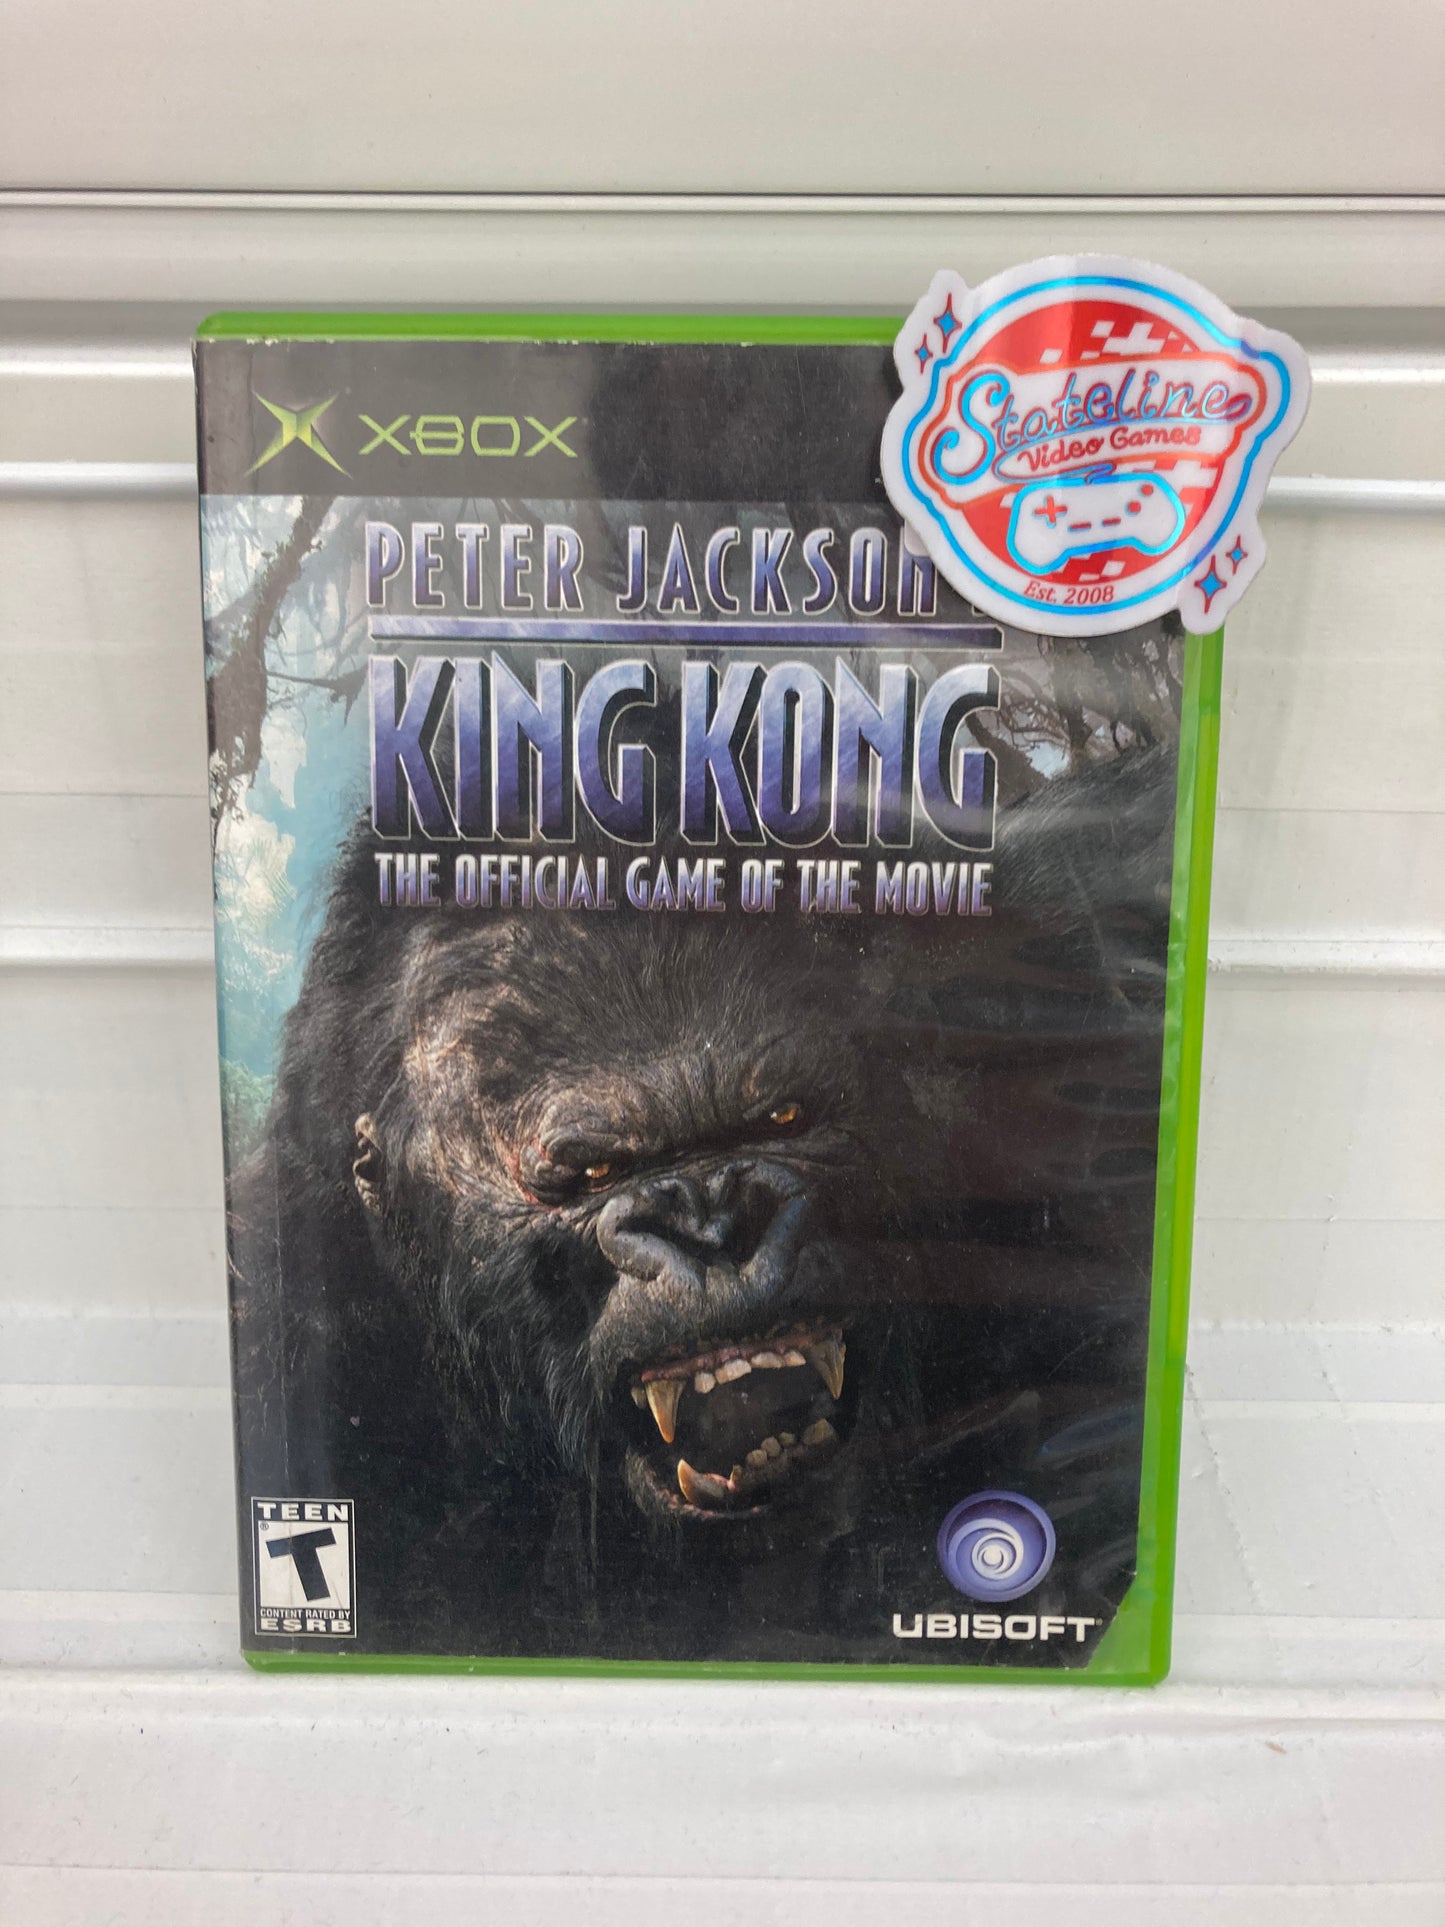 XBOX
Stateline
Video Games
Est. 2008
PETER JACKSON
KING KONG
THE OFFICIAL GAME OF THE MOVIE
TEEN
T
CONTENT RATED BY
ESRB
UBISOFT